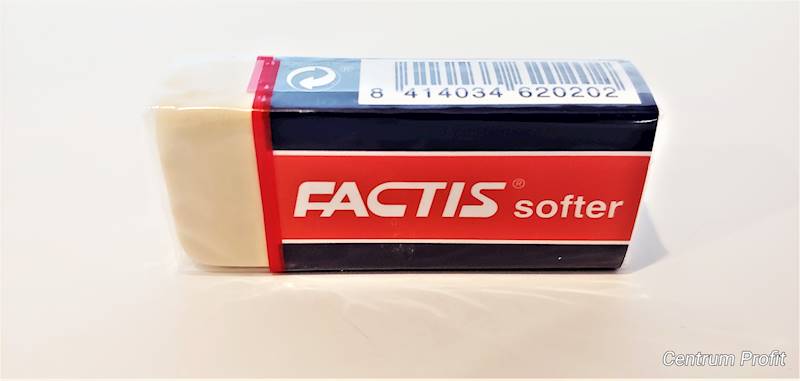 8 414034 620202
FACTIS® softer
Centrum Profit